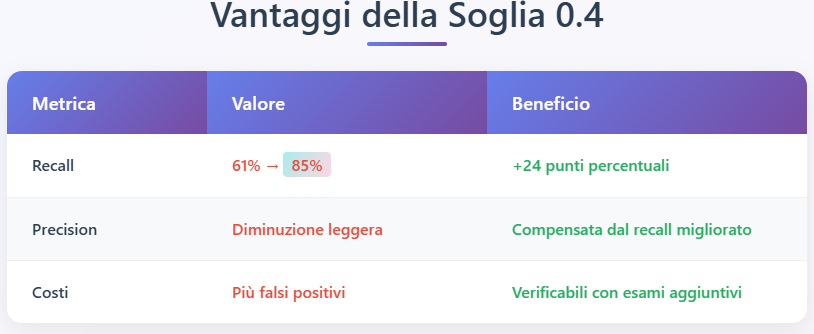 Vantaggi della Soglia 0.4
Metrica Valore Beneficio
Recall 61% → 85% +24 punti percentuali
Precision Diminuzione leggera Compensata dal recall migliorato
Costi Più falsi positivi Verificabili con esami aggiuntivi